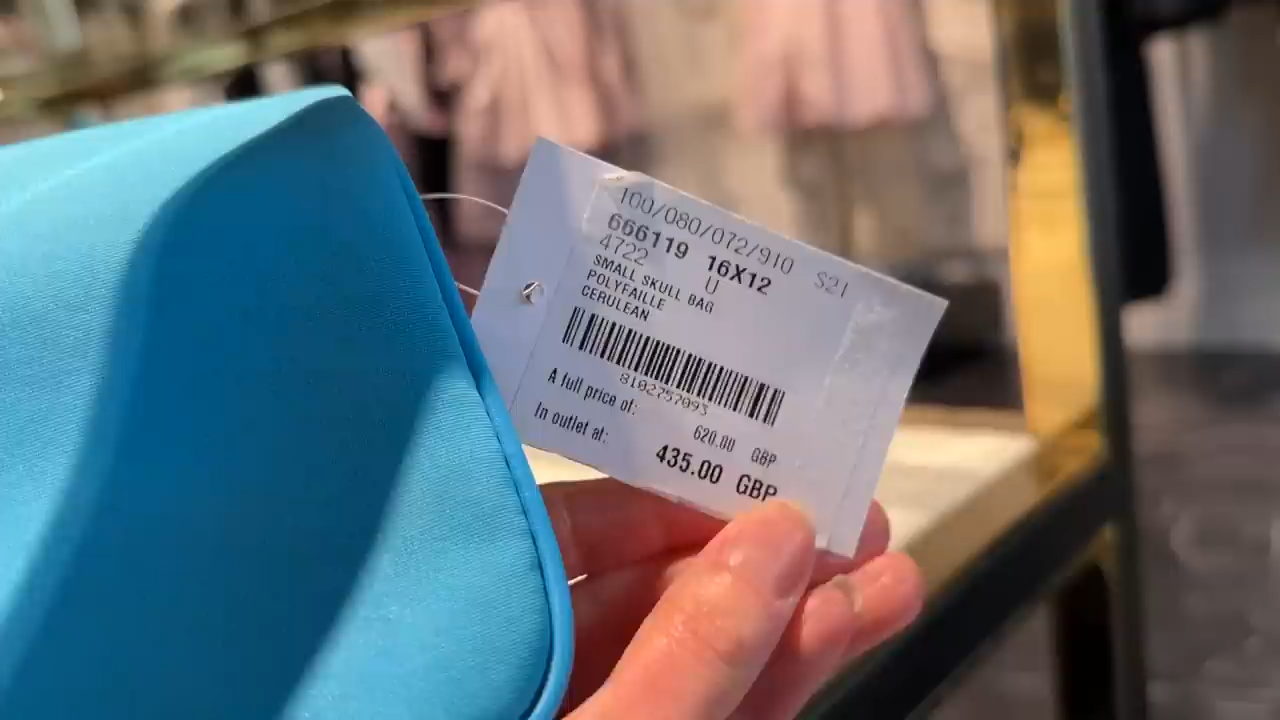 100/080/072/910 S21
666119 16X12
4722 U
SMALL SKULL BAG
POLYFAILLE
CERULEAN
8102757093
A full price of: 620.00 GBP
In outlet at: 435.00 GBP